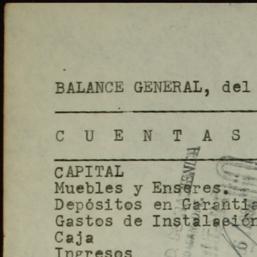 BALANCE GENERAL, del
C U E N T A S
CAPITAL
Muebles y Enseres.
Depósitos en Garantía
Gastos de Instalación
Caja
Ingresos